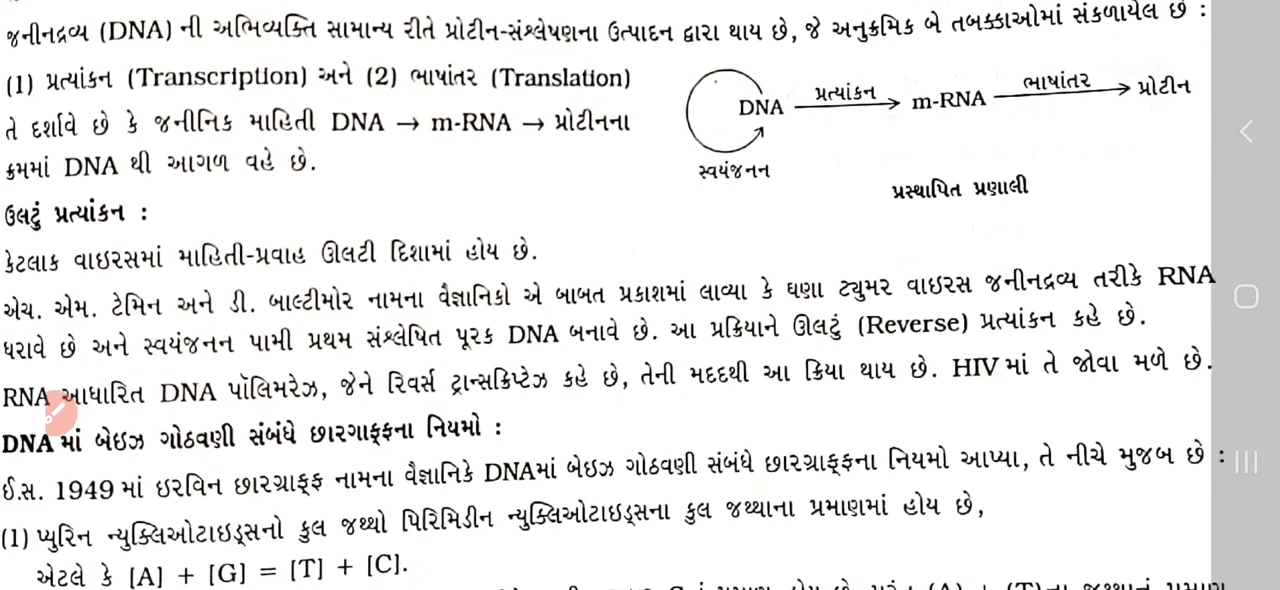 જનીનદ્રવ્ય (DNA) ની અભિવ્યક્તિ સામાન્ય રીતે પ્રોટીન-સંશ્લેષણના ઉત્પાદન દ્વારા થાય છે, જે અનુક્રમિક બે તબક્કાઓમાં સંકળાયેલ છે :
(1) પ્રત્યાંકન (Transcription) અને (2) ભાષાંતર (Translation)
તે દર્શાવે છે કે જનીનિક માહિતી DNA → m-RNA → પ્રોટીનના
ક્રમમાં DNA થી આગળ વહે છે.
DNA પ્રત્યાંકન m-RNA ભાષાંતર પ્રોટીન
સ્વયંજનન
પ્રસ્થાપિત પ્રણાલી
ઉલટું પ્રત્યાંકન :
કેટલાક વાઇરસમાં માહિતી-પ્રવાહ ઊલટી દિશામાં હોય છે.
એચ. એમ. ટેમિન અને ડી. બાલ્ટીમોર નામના વૈજ્ઞાનિકો એ બાબત પ્રકાશમાં લાવ્યા કે ઘણા ટ્યુમર વાઇરસ જનીનદ્રવ્ય તરીકે RNA
ધરાવે છે અને સ્વયંજનન પામી પ્રથમ સંશ્લેષિત પૂરક DNA બનાવે છે. આ પ્રક્રિયાને ઊલટું (Reverse) પ્રત્યાંકન કહે છે.
RNA આધારિત DNA પૉલિમરેઝ, જેને રિવર્સ ટ્રાન્સક્રિપ્ટેઝ કહે છે, તેની મદદથી આ ક્રિયા થાય છે. HIV માં તે જોવા મળે છે.
DNA માં બેઇઝ ગોઠવણી સંબંધે છારગાફ્ફના નિયમો :
ઈ.સ. 1949 માં ઇરવિન છારગ્રાફ્ફ નામના વૈજ્ઞાનિકે DNAમાં બેઇઝ ગોઠવણી સંબંધે છારગ્રાફ્ફના નિયમો આપ્યા, તે નીચે મુજબ છે :
(1) પ્યુરિન ન્યુક્લિઓટાઇડ્સનો કુલ જથ્થો પિરિમિડીન ન્યુક્લિઓટાઇડ્સના કુલ જથ્થાના પ્રમાણમાં હોય છે,
એટલે કે [A] + [G] = [T] + [C].